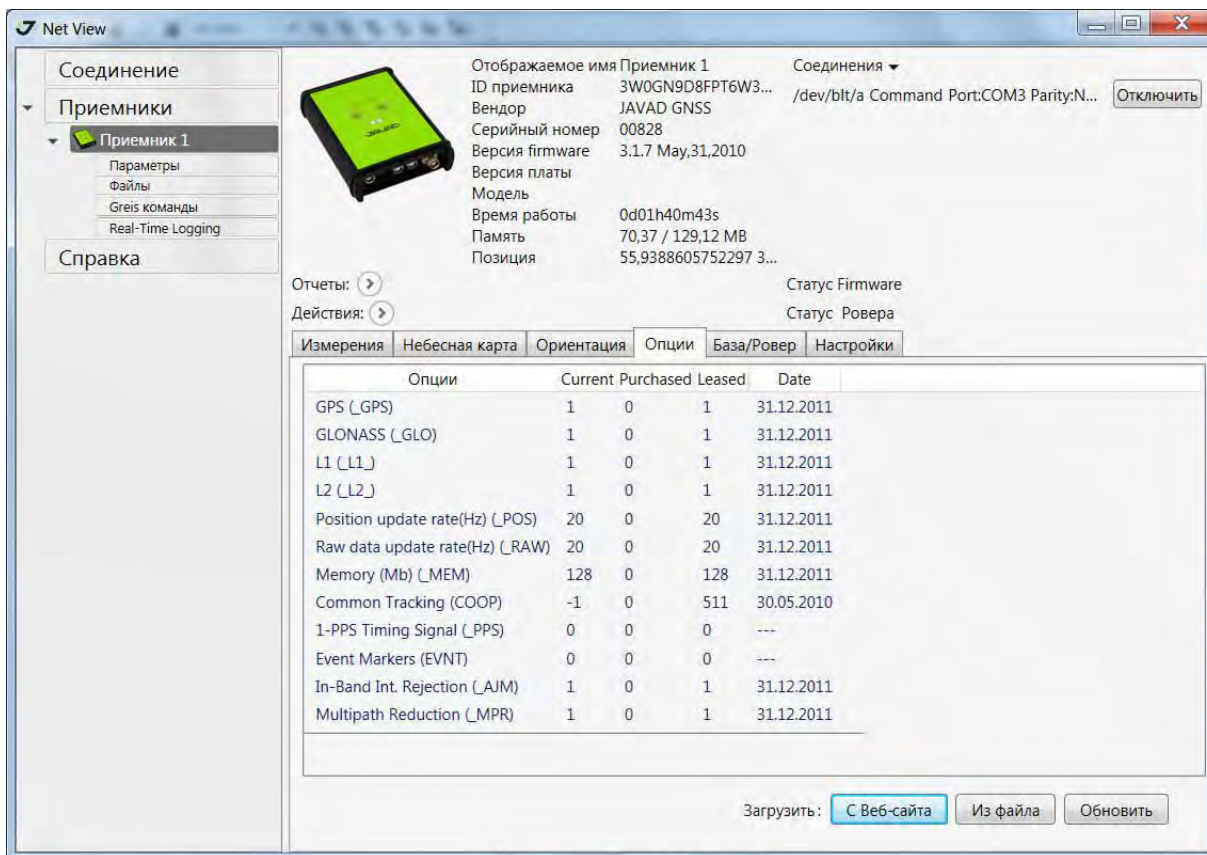 Net View
Соединение
Приемники
Приемник 1
Параметры
Файлы
Greis команды
Real-Time Logging
Справка
JAVAD
Отображаемое имя Приемник 1
ID приемника 3W0GN9D8FPT6W3...
Вендор JAVAD GNSS
Серийный номер 00828
Версия firmware 3.1.7 May,31,2010
Версия платы
Модель
Время работы 0d01h40m43s
Память 70,37 / 129,12 MB
Позиция 55,9388605752297 3...
Соединения
/dev/blt/a Command Port:COM3 Parity:N... Отключить
Отчеты: Статус Firmware
Действия: Статус Ровера
Измерения Небесная карта Ориентация Опции База/Ровер Настройки
Опции Current Purchased Leased Date
GPS (_GPS) 1 0 1 31.12.2011
GLONASS (_GLO) 1 0 1 31.12.2011
L1 (_L1_) 1 0 1 31.12.2011
L2 (_L2_) 1 0 1 31.12.2011
Position update rate(Hz) (_POS) 20 0 20 31.12.2011
Raw data update rate(Hz) (_RAW) 20 0 20 31.12.2011
Memory (Mb) (_MEM) 128 0 128 31.12.2011
Common Tracking (COOP) -1 0 511 30.05.2010
1-PPS Timing Signal (_PPS) 0 0 0 ---
Event Markers (EVNT) 0 0 0 ---
In-Band Int. Rejection (_AJM) 1 0 1 31.12.2011
Multipath Reduction (_MPR) 1 0 1 31.12.2011
Загрузить: С Веб-сайта Из файла Обновить